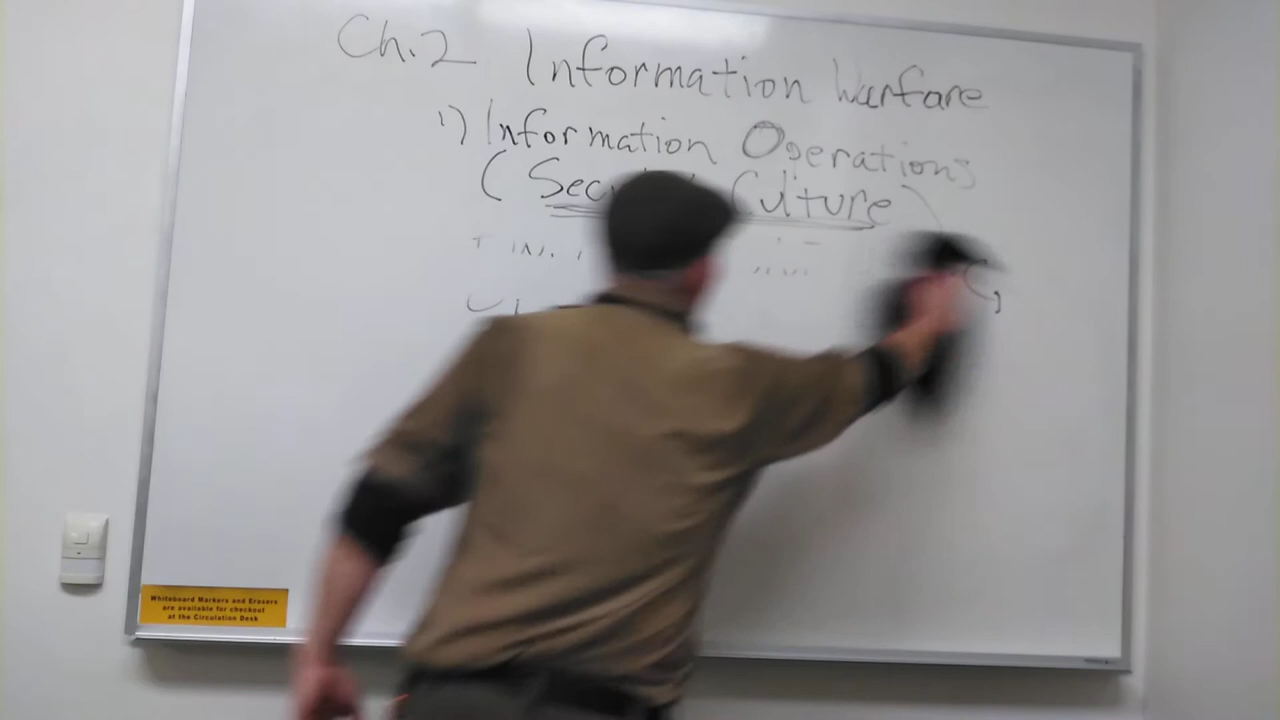 Ch.2 Information Warfare
1) Information Operations
( Culture )
Whiteboard Markers and Erasers
are available for checkout
at the Circulation Desk